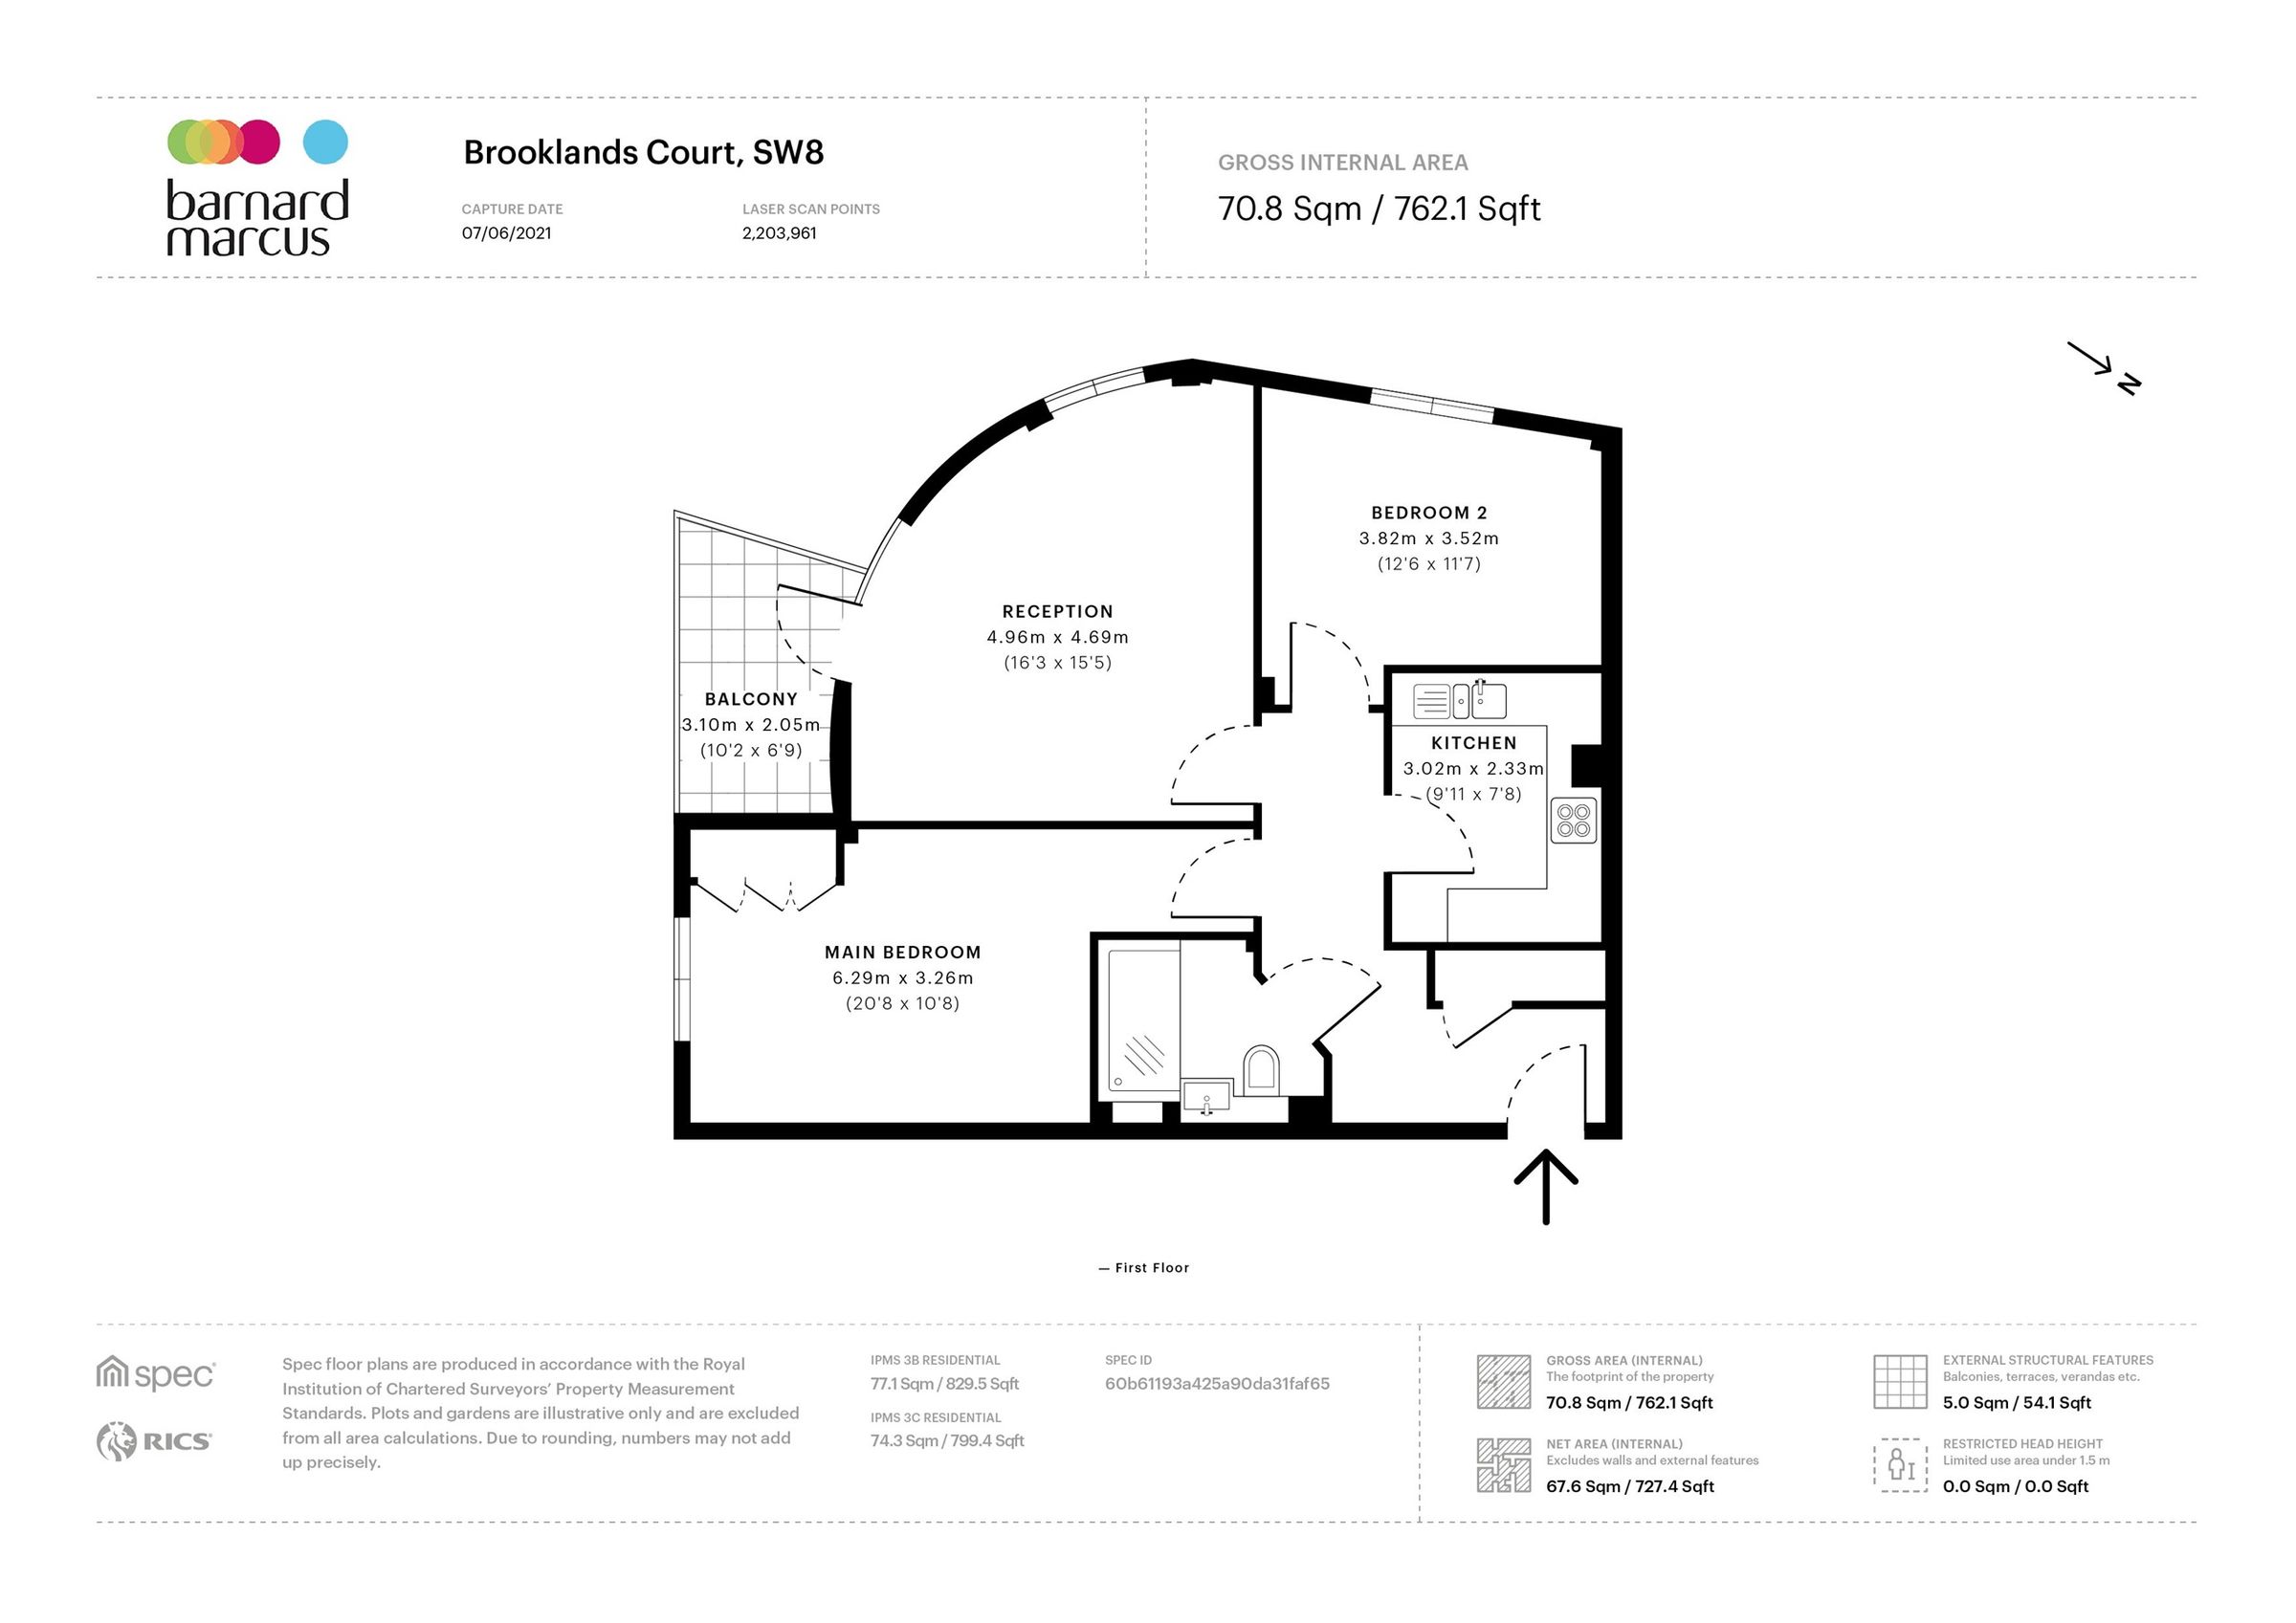 barnard
marcus
Brooklands Court, SW8
CAPTURE DATE
07/06/2021
LASER SCAN POINTS
2,203,961
GROSS INTERNAL AREA
70.8 Sqm / 762.1 Sqft
N
BEDROOM 2
3.82m x 3.52m
(12'6 x 11'7)
RECEPTION
4.96m x 4.69m
(16'3 x 15'5)
BALCONY
3.10m x 2.05m
(10'2 x 6'9)
KITCHEN
3.02m x 2.33m
(9'11 x 7'8)
MAIN BEDROOM
6.29m x 3.26m
(20'8 x 10'8)
— First Floor
spec®
RICS®
Spec floor plans are produced in accordance with the Royal
Institution of Chartered Surveyors’ Property Measurement
Standards. Plots and gardens are illustrative only and are excluded
from all area calculations. Due to rounding, numbers may not add
up precisely.
IPMS 3B RESIDENTIAL
77.1 Sqm / 829.5 Sqft
IPMS 3C RESIDENTIAL
74.3 Sqm / 799.4 Sqft
SPEC ID
60b61193a425a90da31faf65
GROSS AREA (INTERNAL)
The footprint of the property
70.8 Sqm / 762.1 Sqft
NET AREA (INTERNAL)
Excludes walls and external features
67.6 Sqm / 727.4 Sqft
EXTERNAL STRUCTURAL FEATURES
Balconies, terraces, verandas etc.
5.0 Sqm / 54.1 Sqft
RESTRICTED HEAD HEIGHT
Limited use area under 1.5 m
0.0 Sqm / 0.0 Sqft